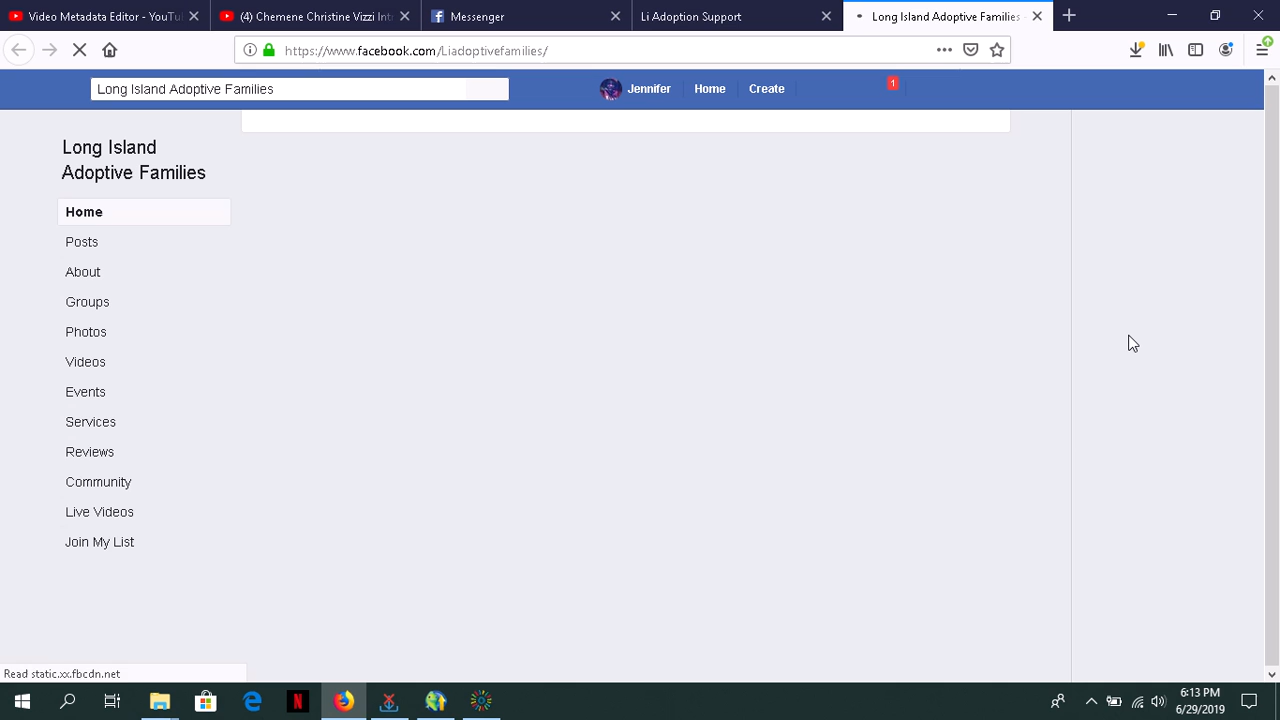 Video Metadata Editor - YouTu
(4) Chemene Christine Vizzi Int
Messenger
Li Adoption Support
Long Island Adoptive Families -
https://www.facebook.com/Liadoptivefamilies/
Long Island Adoptive Families
Jennifer
Home
Create
1
Long Island
Adoptive Families
Home
Posts
About
Groups
Photos
Videos
Events
Services
Reviews
Community
Live Videos
Join My List
Read static.xx.fbcdn.net
6:13 PM
6/29/2019